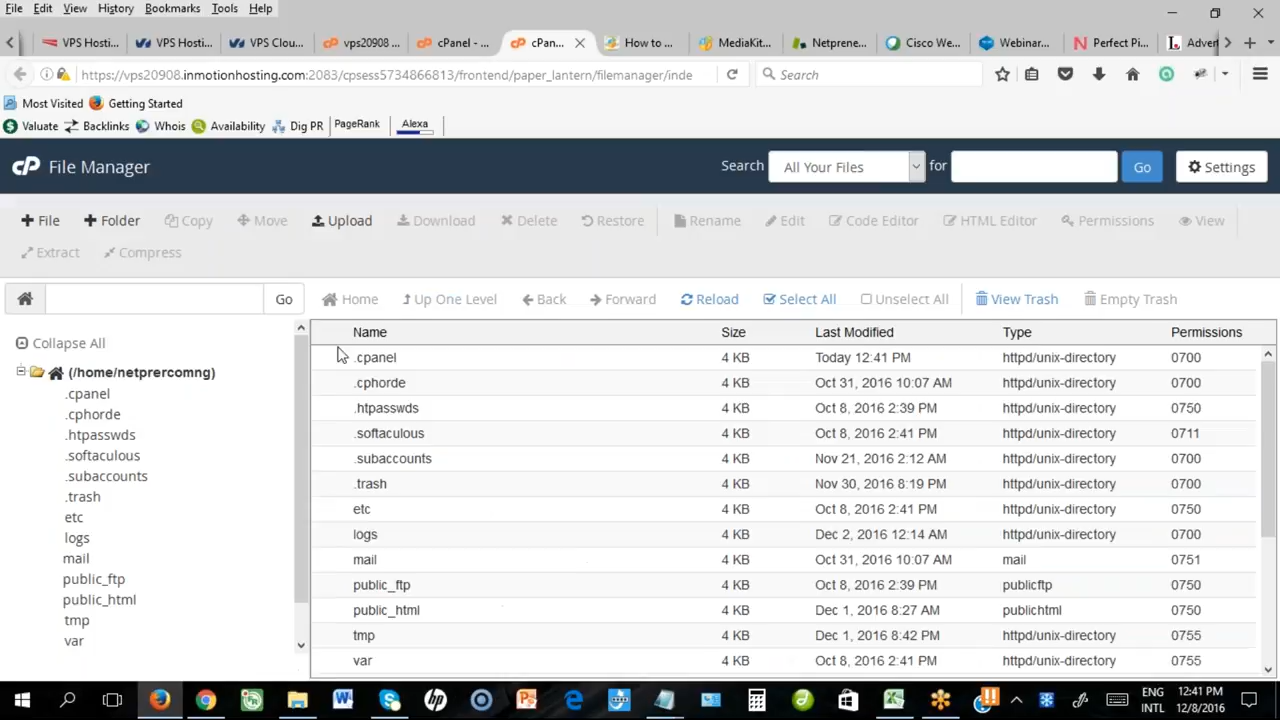 File Edit View History Bookmarks Tools Help
VPS Hosti... VPS Hosti... VPS Clou... vps20908 ... cPanel - ... cPan... How to ... MediaKit... Netprene... Cisco We... Webinar... Perfect Pi... Advert
https://vps20908.inmotionhosting.com:2083/cpsess5734866813/frontend/paper_lantern/filemanager/inde Search
Most Visited Getting Started
Valuate Backlinks Whois Availability Dig PR PageRank Alexa
cP File Manager Search All Your Files for Go Settings
File Folder Copy Move Upload Download Delete Restore Rename Edit Code Editor HTML Editor Permissions View
Extract Compress
Go Home Up One Level Back Forward Reload Select All Unselect All View Trash Empty Trash
Collapse All
(/home/netprercomng)
.cpanel
.cphorde
.htpasswds
.softaculous
.subaccounts
.trash
etc
logs
mail
public_ftp
public_html
tmp
var
Name Size Last Modified Type Permissions
.cpanel 4 KB Today 12:41 PM httpd/unix-directory 0700
.cphorde 4 KB Oct 31, 2016 10:07 AM httpd/unix-directory 0700
.htpasswds 4 KB Oct 8, 2016 2:39 PM httpd/unix-directory 0750
.softaculous 4 KB Oct 8, 2016 2:41 PM httpd/unix-directory 0711
.subaccounts 4 KB Nov 21, 2016 2:12 AM httpd/unix-directory 0700
.trash 4 KB Nov 30, 2016 8:19 PM httpd/unix-directory 0700
etc 4 KB Oct 8, 2016 2:41 PM httpd/unix-directory 0750
logs 4 KB Dec 2, 2016 12:14 AM httpd/unix-directory 0700
mail 4 KB Oct 31, 2016 10:07 AM mail 0751
public_ftp 4 KB Oct 8, 2016 2:39 PM publicftp 0750
public_html 4 KB Dec 1, 2016 8:27 AM publichtml 0750
tmp 4 KB Dec 1, 2016 8:42 PM httpd/unix-directory 0755
var 4 KB Oct 8, 2016 2:41 PM httpd/unix-directory 0755
ENG 12:41 PM
INTL 12/8/2016